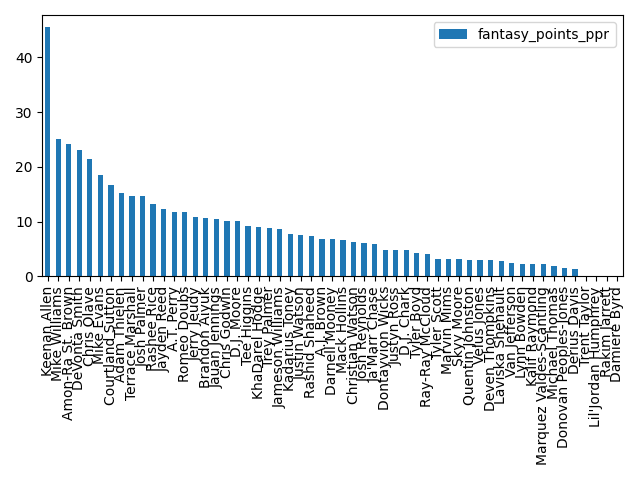 fantasy_points_ppr
40
30
20
10
0
Keenan Allen
Mike Williams
Amon-Ra St. Brown
DeVonta Smith
Chris Olave
Mike Evans
Courtland Sutton
Adam Thielen
Terrace Marshall
Josh Palmer
Rashee Rice
Jayden Reed
A.T. Perry
Romeo Doubs
Jerry Jeudy
Brandon Aiyuk
Jauan Jennings
Chris Godwin
D.J. Moore
Tee Higgins
KhaDarel Hodge
Trey Palmer
Jameson Williams
Kadarius Toney
Justin Watson
Rashid Shaheed
A.J. Brown
Darnell Mooney
Mack Hollins
Christian Watson
Josh Reynolds
Ja'Marr Chase
Dontayvion Wicks
Justyn Ross
D.J. Chark
Tyler Boyd
Ray-Ray McCloud
Tyler Scott
Marvin Mims
Skyy Moore
Quentin Johnston
Velus Jones
Deven Thompkins
Laviska Shenault
Van Jefferson
Lynn Bowden
Kalif Raymond
Marquez Valdes-Scantling
Michael Thomas
Donovan Peoples-Jones
Derius Davis
Trent Taylor
Lil'Jordan Humphrey
Rakim Jarrett
Damiere Byrd